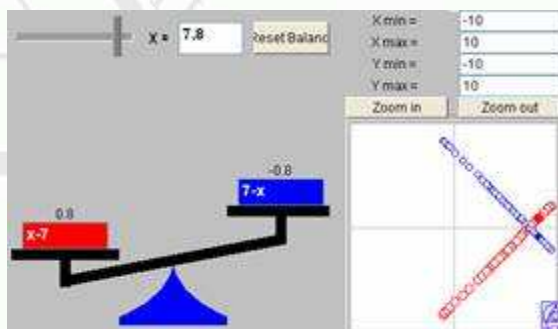 X = 7.8 Reset Balanc
X min = -10
X max = 10
Y min = -10
Y max = 10
Zoom in Zoom out
-0.8
7-x
0.8
x-7